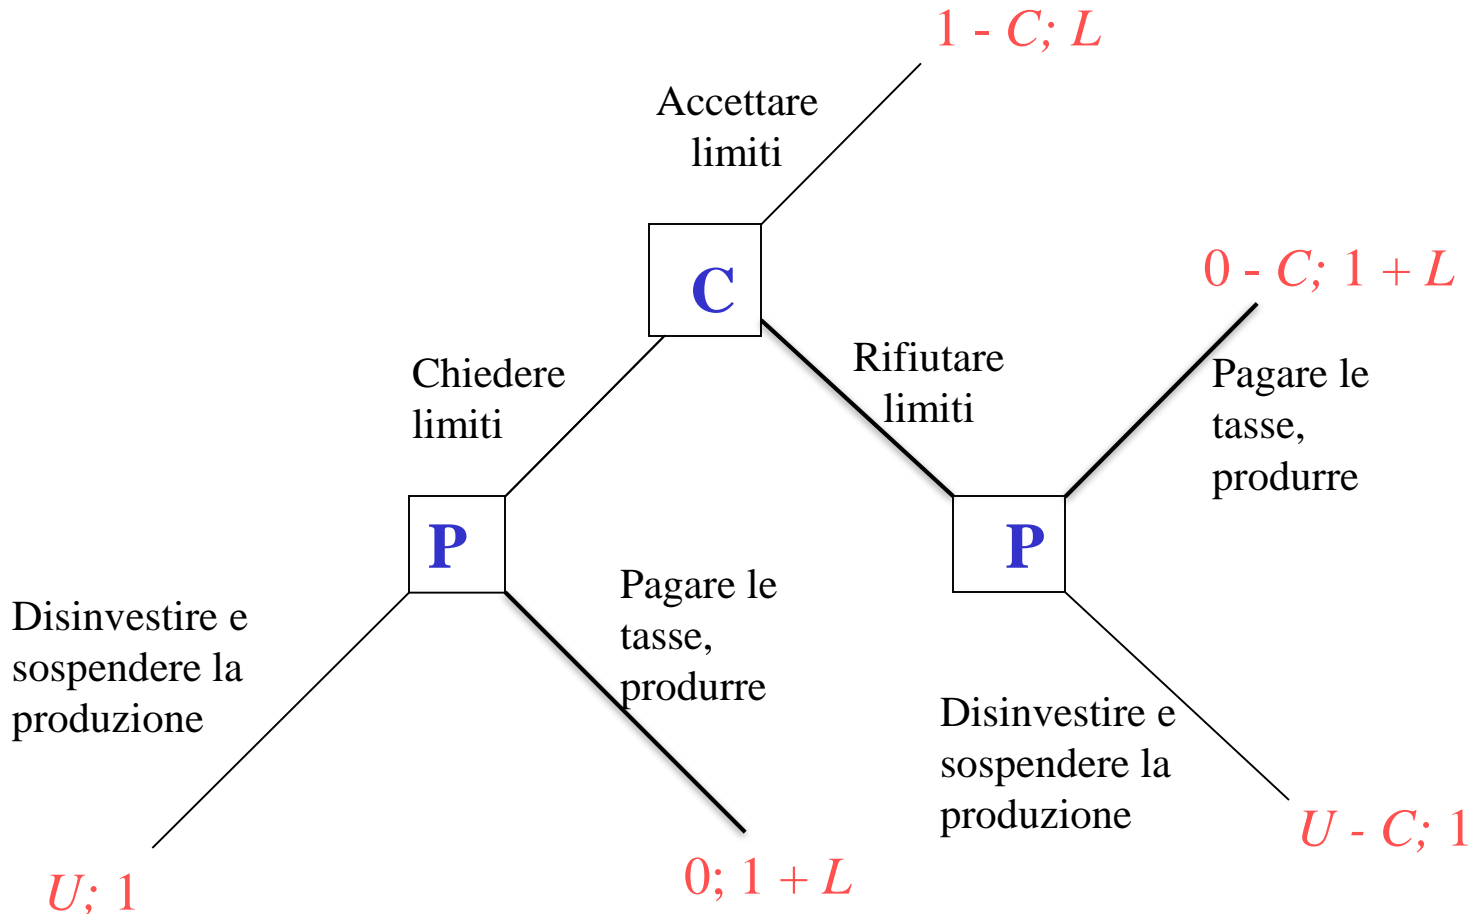 1 - C; L
Accettare
limiti
C
0 - C; 1 + L
Chiedere
limiti
Rifiutare
limiti
Pagare le
tasse,
produrre
P
P
Disinvestire e
sospendere la
produzione
Pagare le
tasse,
produrre
Disinvestire e
sospendere la
produzione
U; 1
0; 1 + L
U - C; 1